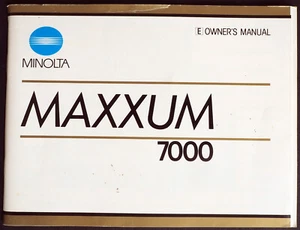 [E] OWNER'S MANUAL
MINOLTA
MAXXUM
7000